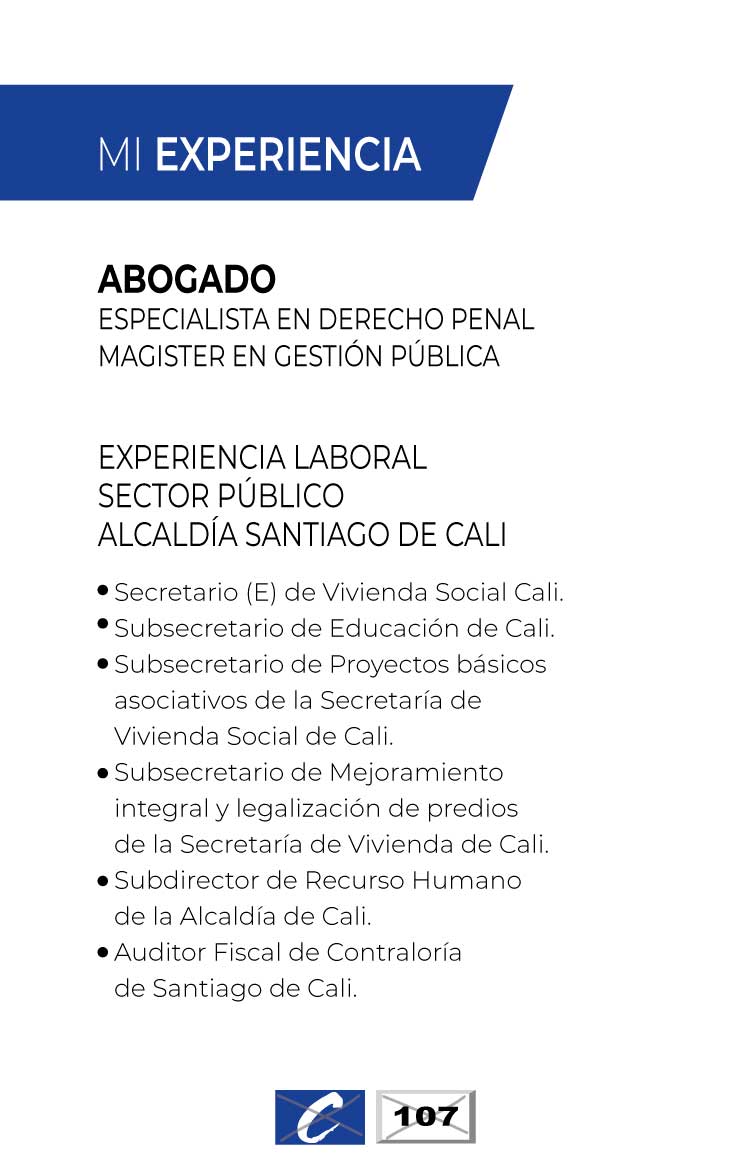 MI EXPERIENCIA
ABOGADO
ESPECIALISTA EN DERECHO PENAL
MAGISTER EN GESTIÓN PÚBLICA
EXPERIENCIA LABORAL
SECTOR PÚBLICO
ALCALDÍA SANTIAGO DE CALI
• Secretario (E) de Vivienda Social Cali.
• Subsecretario de Educación de Cali.
• Subsecretario de Proyectos básicos
asociativos de la Secretaría de
Vivienda Social de Cali.
• Subsecretario de Mejoramiento
integral y legalización de predios
de la Secretaría de Vivienda de Cali.
• Subdirector de Recurso Humano
de la Alcaldía de Cali.
• Auditor Fiscal de Contraloría
de Santiago de Cali.
C 107